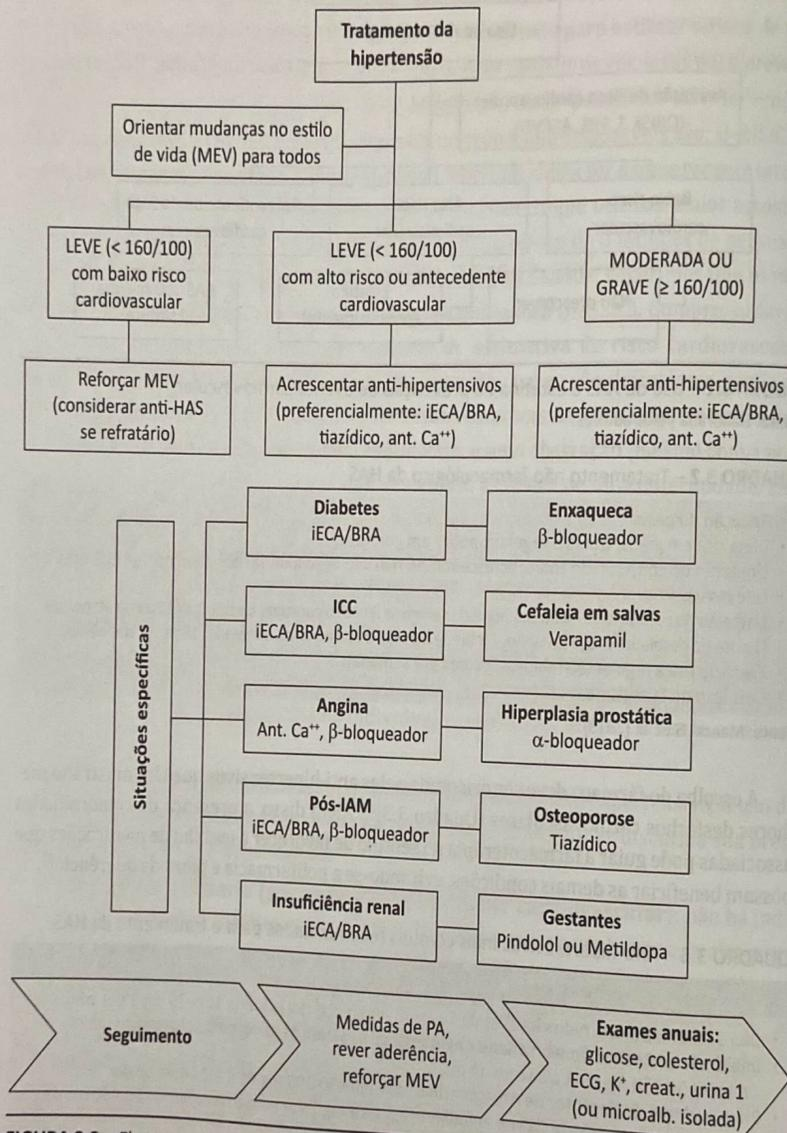 Tratamento da
hipertensão
Orientar mudanças no estilo
de vida (MEV) para todos
LEVE (< 160/100)
com baixo risco
cardiovascular
LEVE (< 160/100)
com alto risco ou antecedente
cardiovascular
MODERADA OU
GRAVE (≥ 160/100)
Reforçar MEV
(considerar anti-HAS
se refratário)
Acrescentar anti-hipertensivos
(preferencialmente: iECA/BRA,
tiazídico, ant. Ca⁺⁺)
Acrescentar anti-hipertensivos
(preferencialmente: iECA/BRA,
tiazídico, ant. Ca⁺⁺)
Situações específicas
Diabetes
iECA/BRA
Enxaqueca
β-bloqueador
ICC
iECA/BRA, β-bloqueador
Cefaleia em salvas
Verapamil
Angina
Ant. Ca⁺⁺, β-bloqueador
Hiperplasia prostática
α-bloqueador
Pós-IAM
iECA/BRA, β-bloqueador
Osteoporose
Tiazídico
Insuficiência renal
iECA/BRA
Gestantes
Pindolol ou Metildopa
Seguimento
Medidas de PA,
rever aderência,
reforçar MEV
Exames anuais:
glicose, colesterol,
ECG, K⁺, creat., urina 1
(ou microalb. isolada)